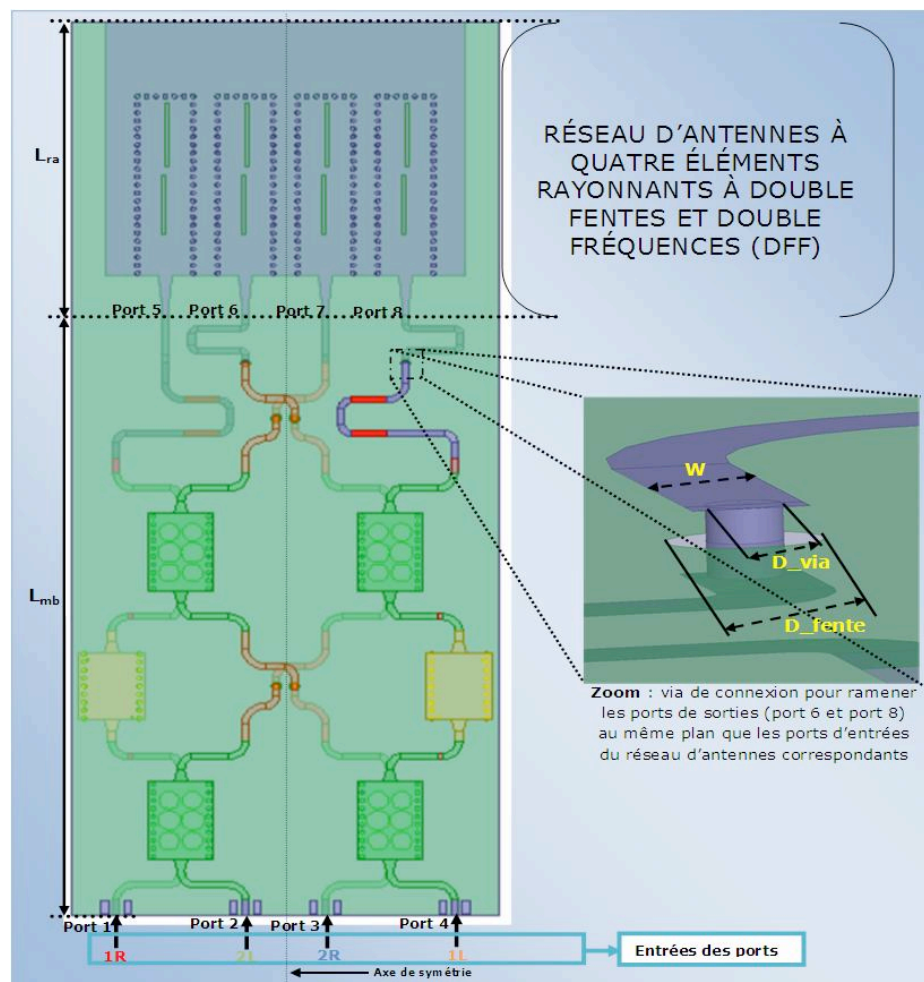 RÉSEAU D'ANTENNES À
QUATRE ÉLÉMENTS
RAYONNANTS À DOUBLE
FENTES ET DOUBLE
FRÉQUENCES (DFF)
Lra
Port 5
Port 6
Port 7
Port 8
Lmb
W
D_via
D_fente
Zoom : via de connexion pour ramener
les ports de sorties (port 6 et port 8)
au même plan que les ports d'entrées
du réseau d'antennes correspondants
Port 1
Port 2
Port 3
Port 4
1R
2L
2R
1L
Entrées des ports
Axe de symétrie